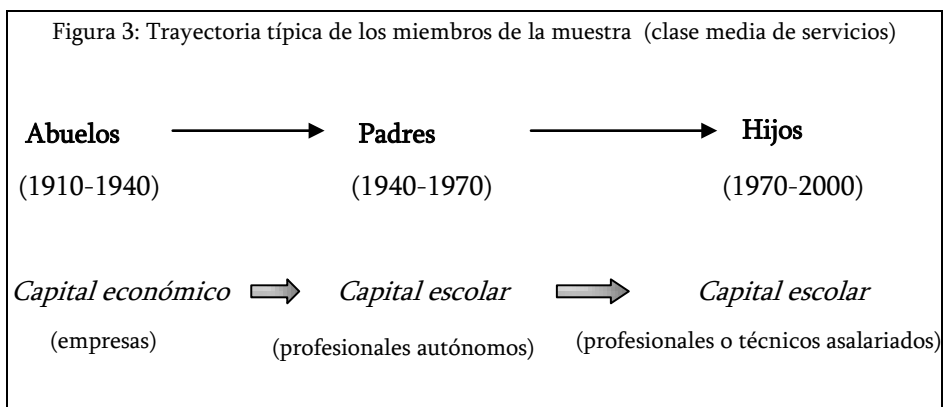 Figura 3: Trayectoria típica de los miembros de la muestra (clase media de servicios)
Abuelos Padres Hijos
(1910-1940) (1940-1970) (1970-2000)
Capital económico Capital escolar Capital escolar
(empresas) (profesionales autónomos) (profesionales o técnicos asalariados)